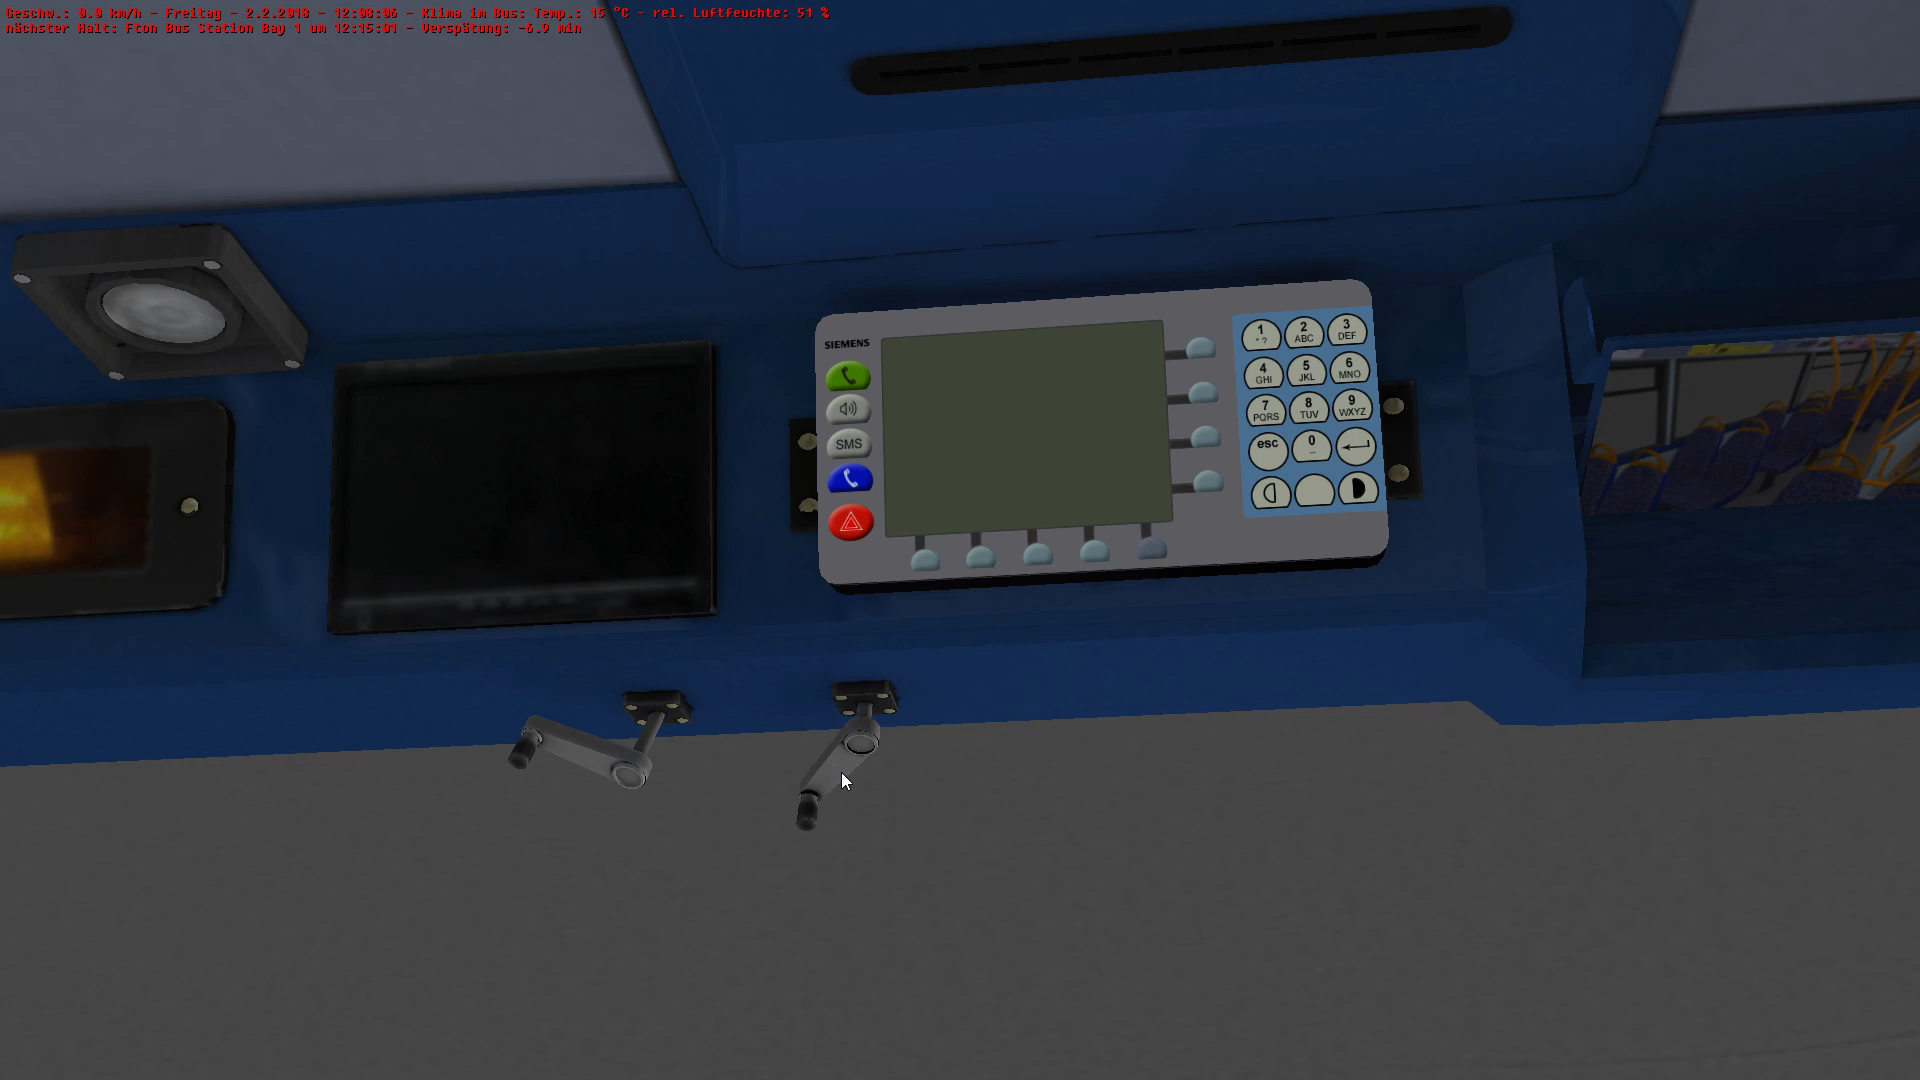 Geschw.: 0.0 km/h - Freitag - 2.2.2018 - 12:08:06 - Klima im Bus: Temp.: 15 °C - rel. Luftfeuchte: 51 %
nächster Halt: Fton Bus Station Bay 1 um 12:15:01 - Verspätung: -6.9 min
SIEMENS
SMS
1 2 3
* ? ABC DEF
4 5 6
GHI JKL MNO
7 8 9
PQRS TUV WXYZ
esc 0
_